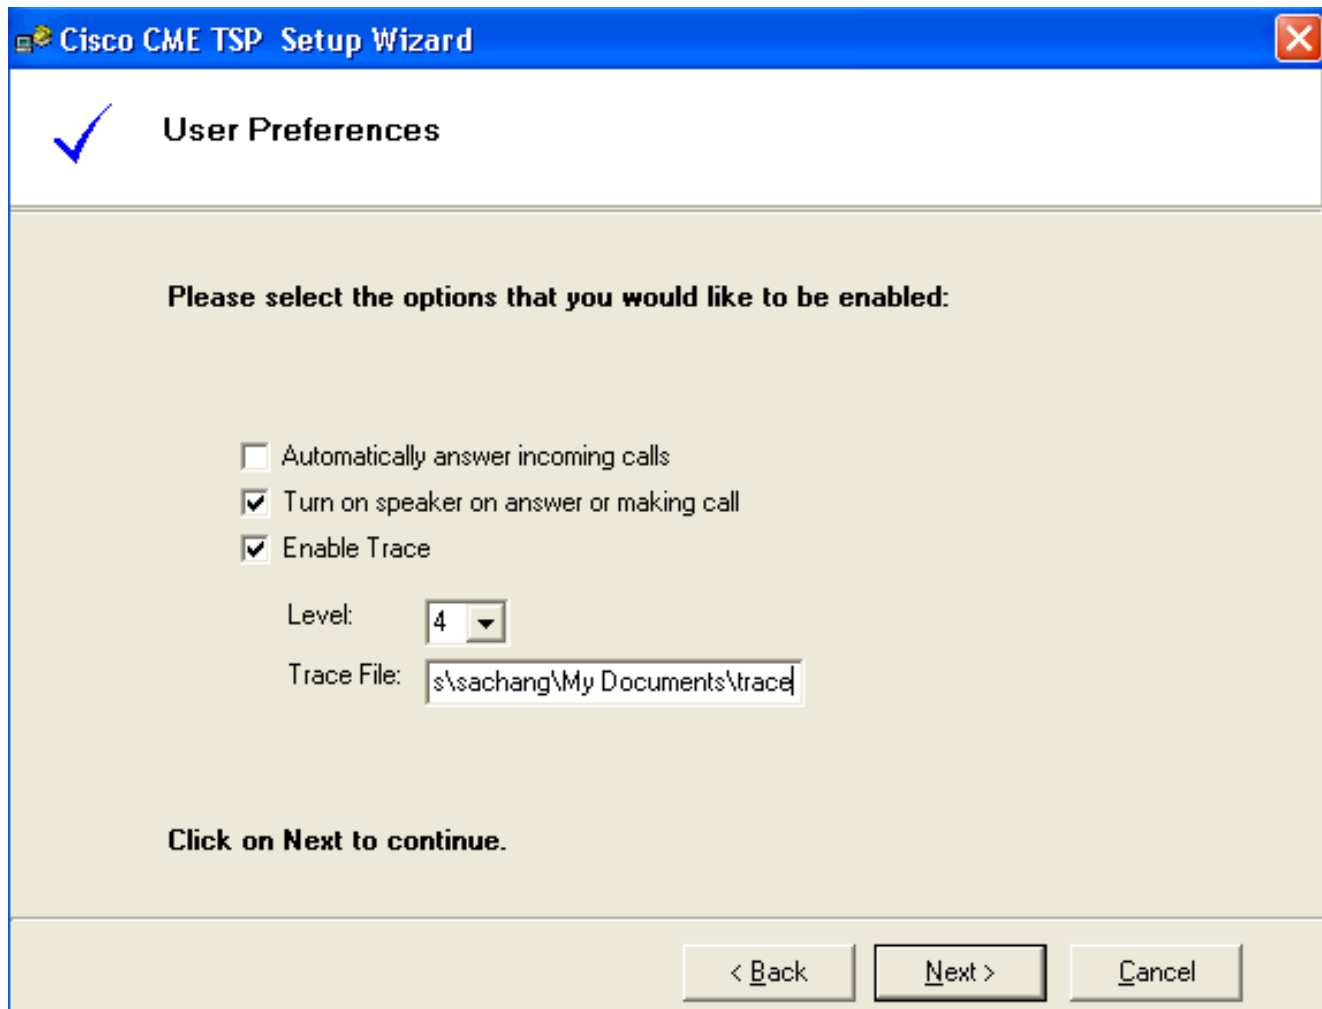 Cisco CME TSP Setup Wizard
User Preferences
Please select the options that you would like to be enabled:
Automatically answer incoming calls
Turn on speaker on answer or making call
Enable Trace
Level: 4
Trace File: s\sachang\My Documents\trace
Click on Next to continue.
< Back Next > Cancel